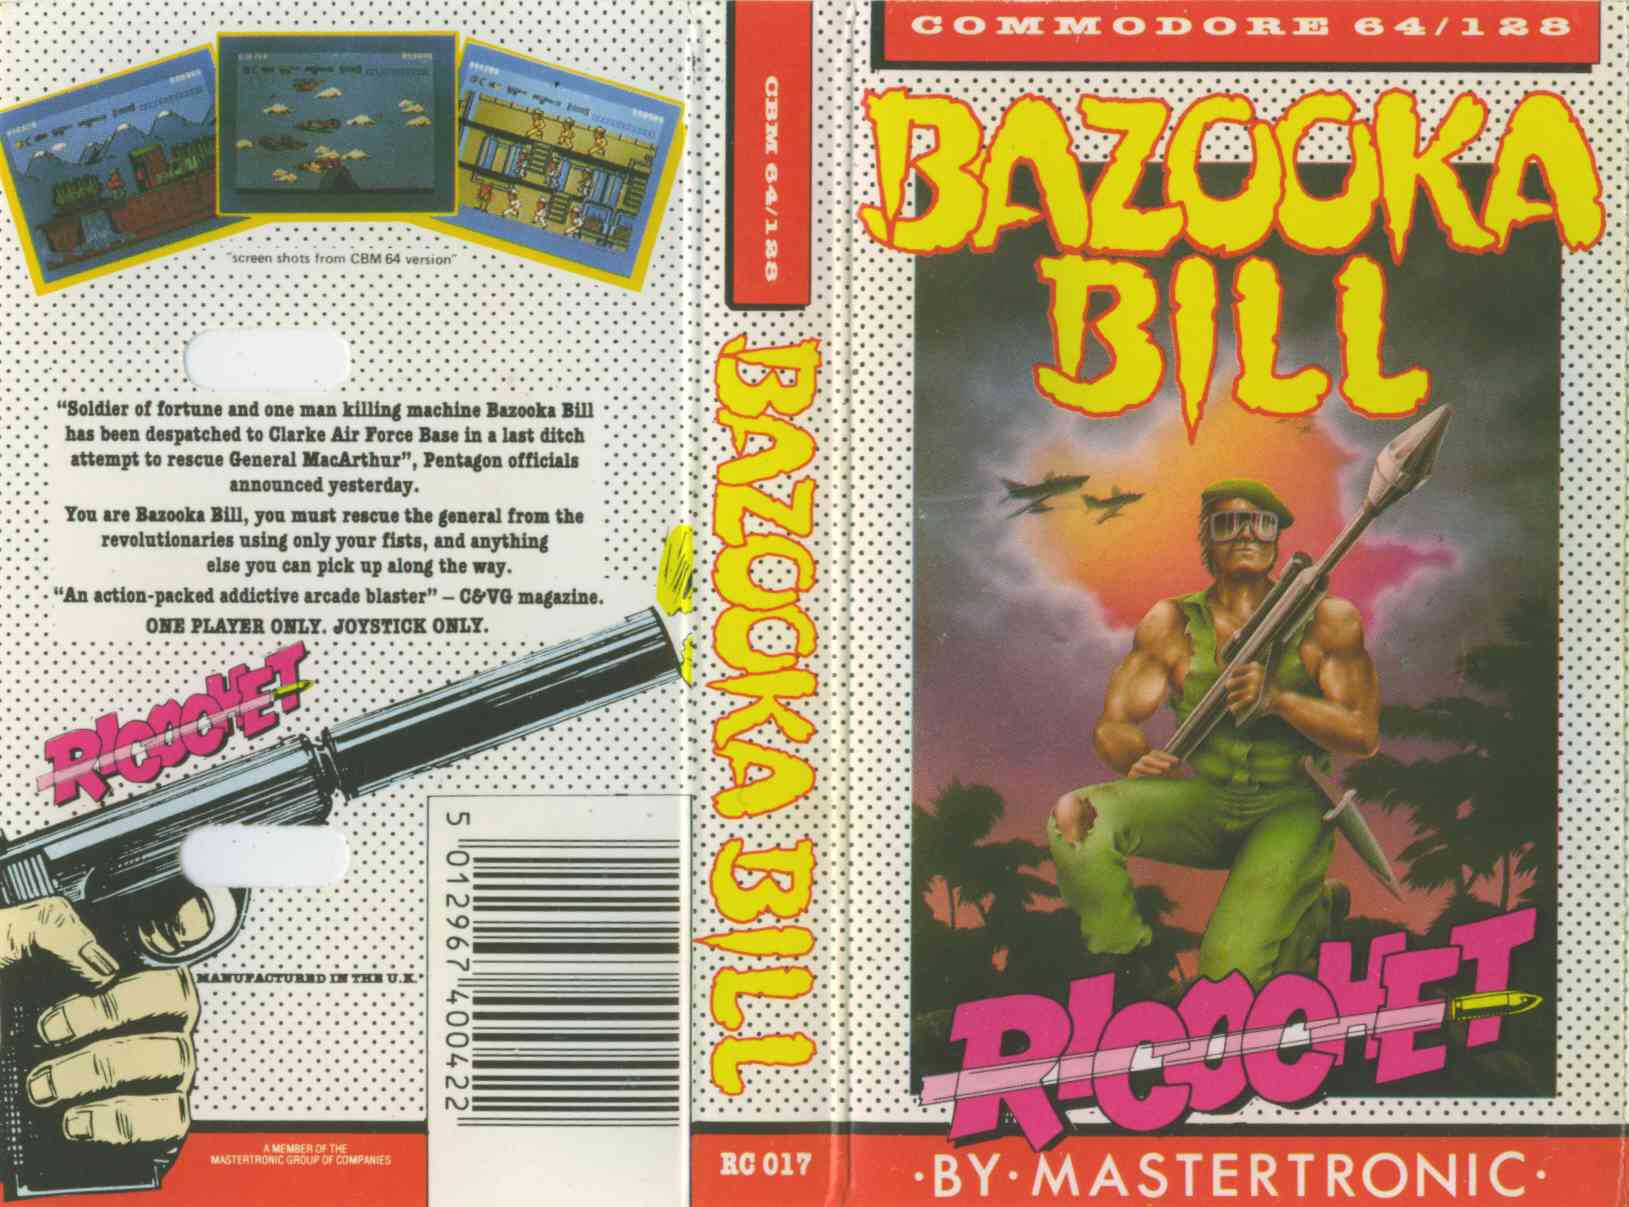 "screen shots from CBM 64 version"
"Soldier of fortune and one man killing machine Bazooka Bill
has been despatched to Clarke Air Force Base in a last ditch
attempt to rescue General MacArthur", Pentagon officials
announced yesterday.
You are Bazooka Bill, you must rescue the general from the
revolutionaries using only your fists, and anything
else you can pick up along the way.
"An action-packed addictive arcade blaster" – C&VG magazine.
ONE PLAYER ONLY. JOYSTICK ONLY.
RICOCHET
MANUFACTURED IN THE U.K.
5 012967 400422
A MEMBER OF THE
MASTERTRONIC GROUP OF COMPANIES
CBM 64/128
BAZOOKA BILL
RC 017
COMMODORE 64/128
BAZOOKA
BILL
RICOCHET
·BY·MASTERTRONIC·